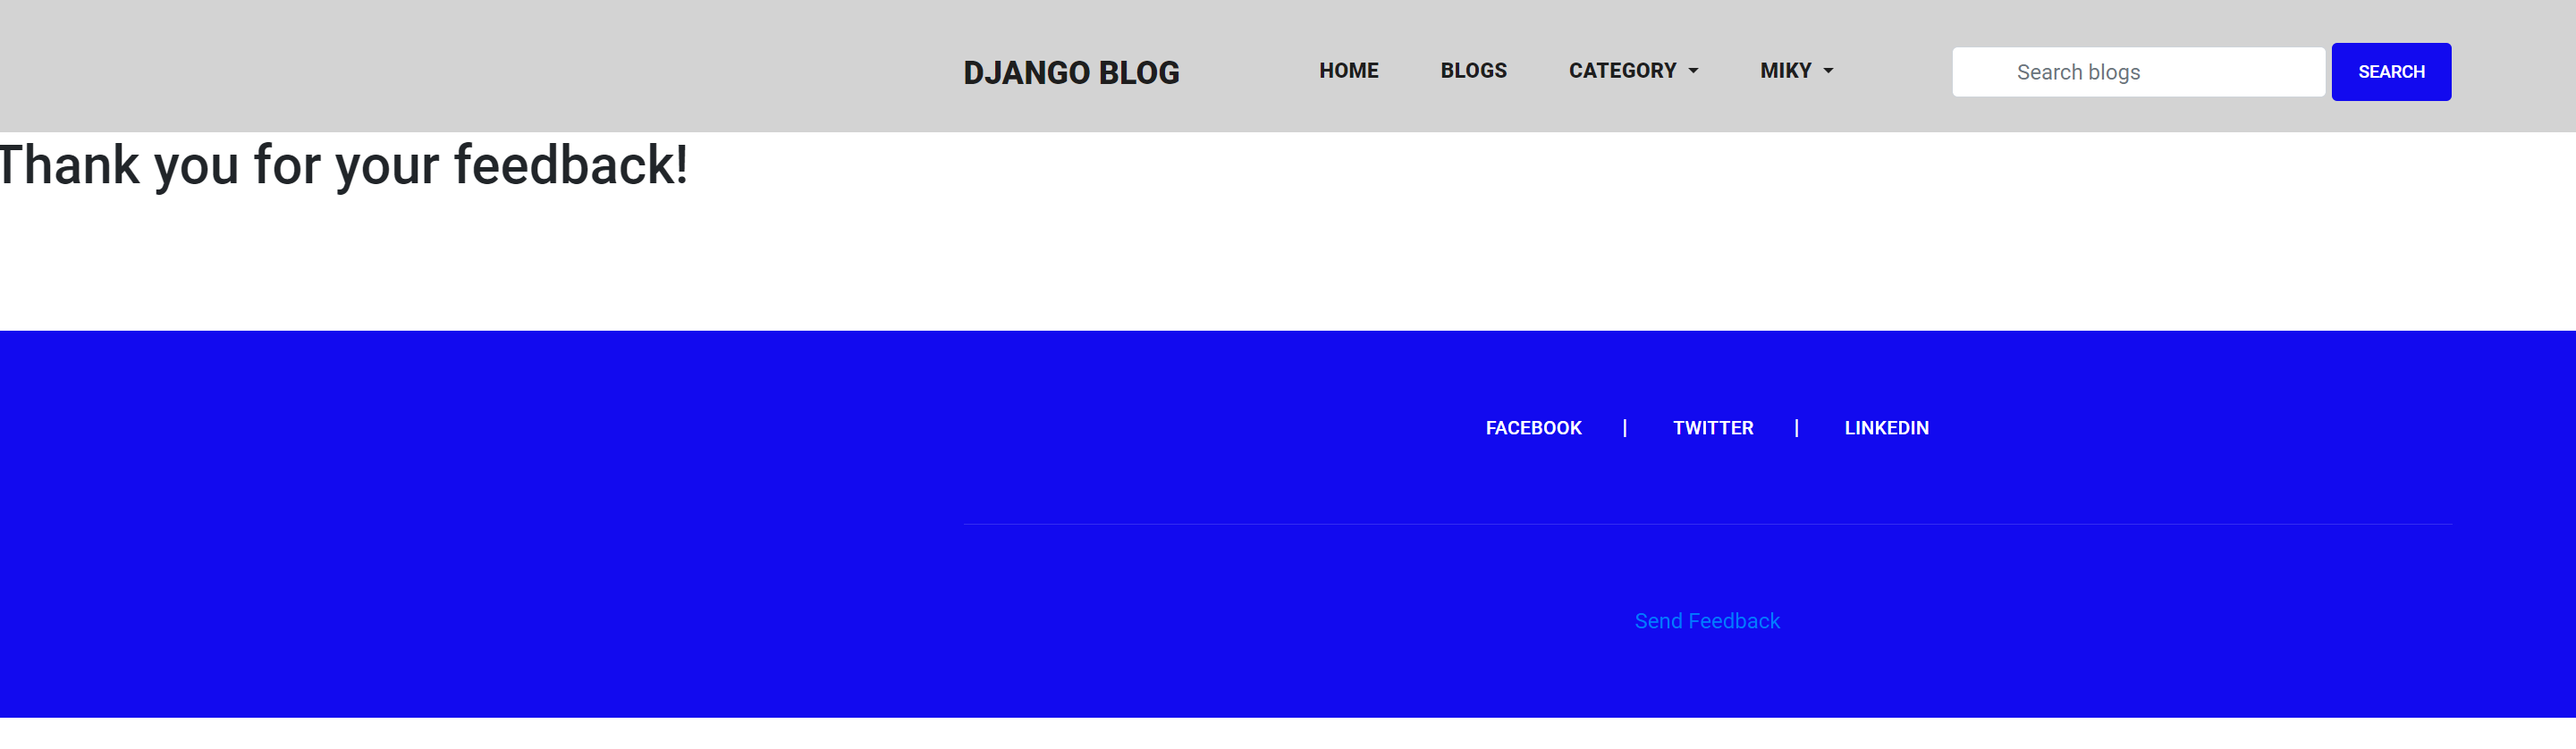 DJANGO BLOG HOME BLOGS CATEGORY MIKY Search blogs SEARCH
Thank you for your feedback!
FACEBOOK | TWITTER | LINKEDIN
Send Feedback